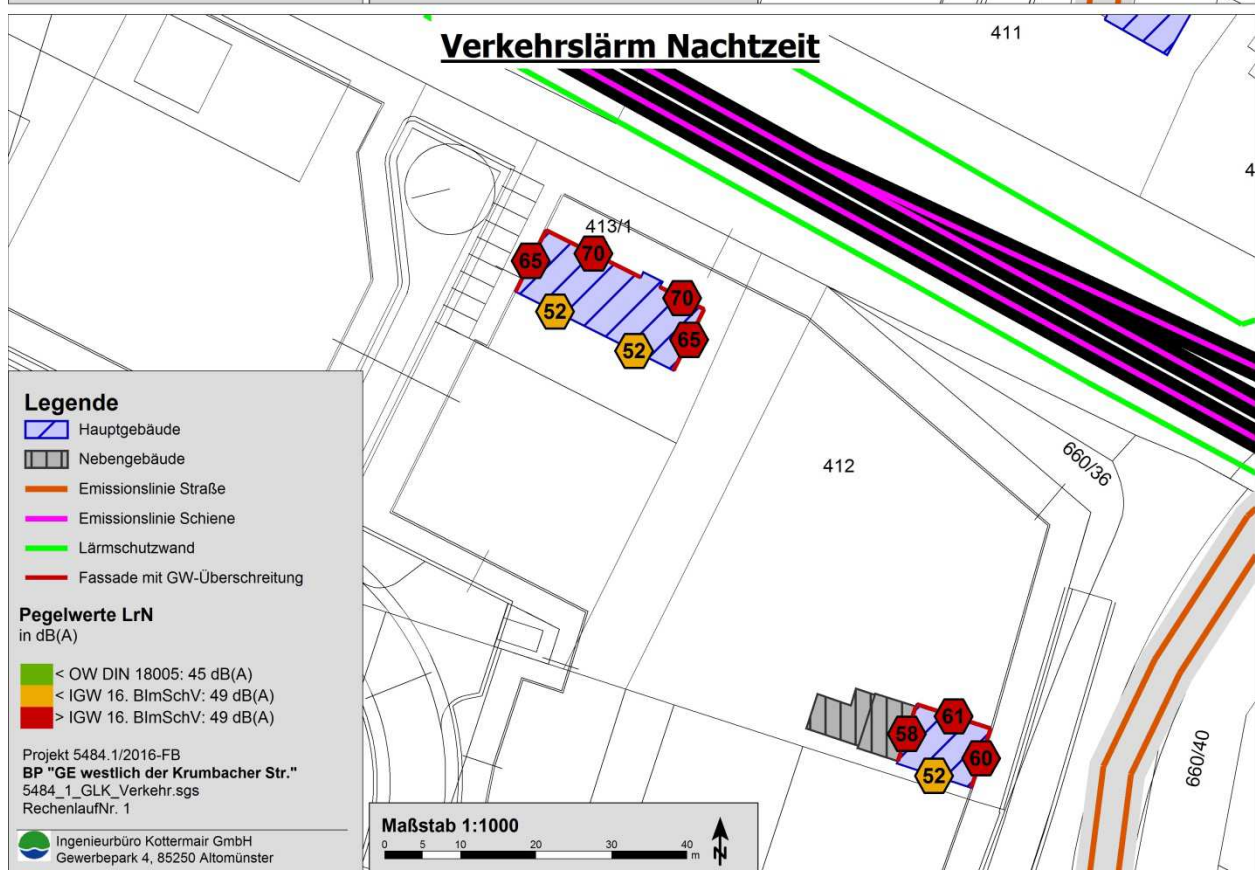 Verkehrslärm Nachtzeit
411
4
413/1
65
70
70
52
65
52
412
660/36
58
61
60
52
660/40
Legende
Hauptgebäude
Nebengebäude
Emissionslinie Straße
Emissionslinie Schiene
Lärmschutzwand
Fassade mit GW-Überschreitung
Pegelwerte LrN
in dB(A)
< OW DIN 18005: 45 dB(A)
< IGW 16. BImSchV: 49 dB(A)
> IGW 16. BImSchV: 49 dB(A)
Projekt 5484.1/2016-FB
BP "GE westlich der Krumbacher Str."
5484_1_GLK_Verkehr.sgs
RechenlaufNr. 1
Ingenieurbüro Kottermair GmbH
Gewerbepark 4, 85250 Altomünster
Maßstab 1:1000
0 5 10 20 30 40
m
N